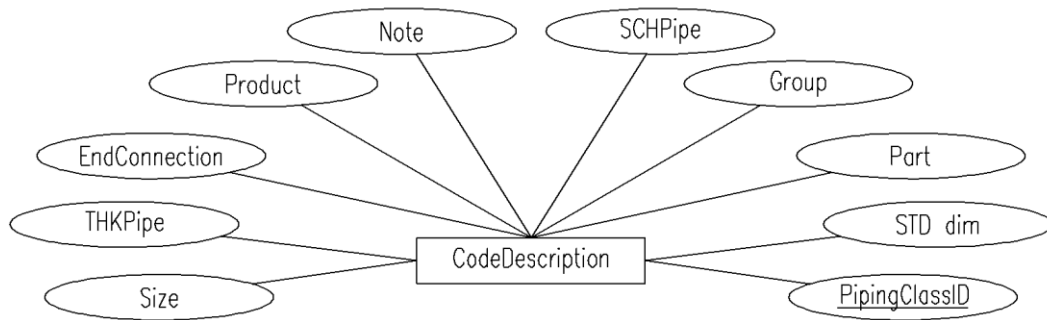 Note
SCHPipe
Product
Group
EndConnection
Part
THKPipe
STD dim
CodeDescription
Size
PipingClassID